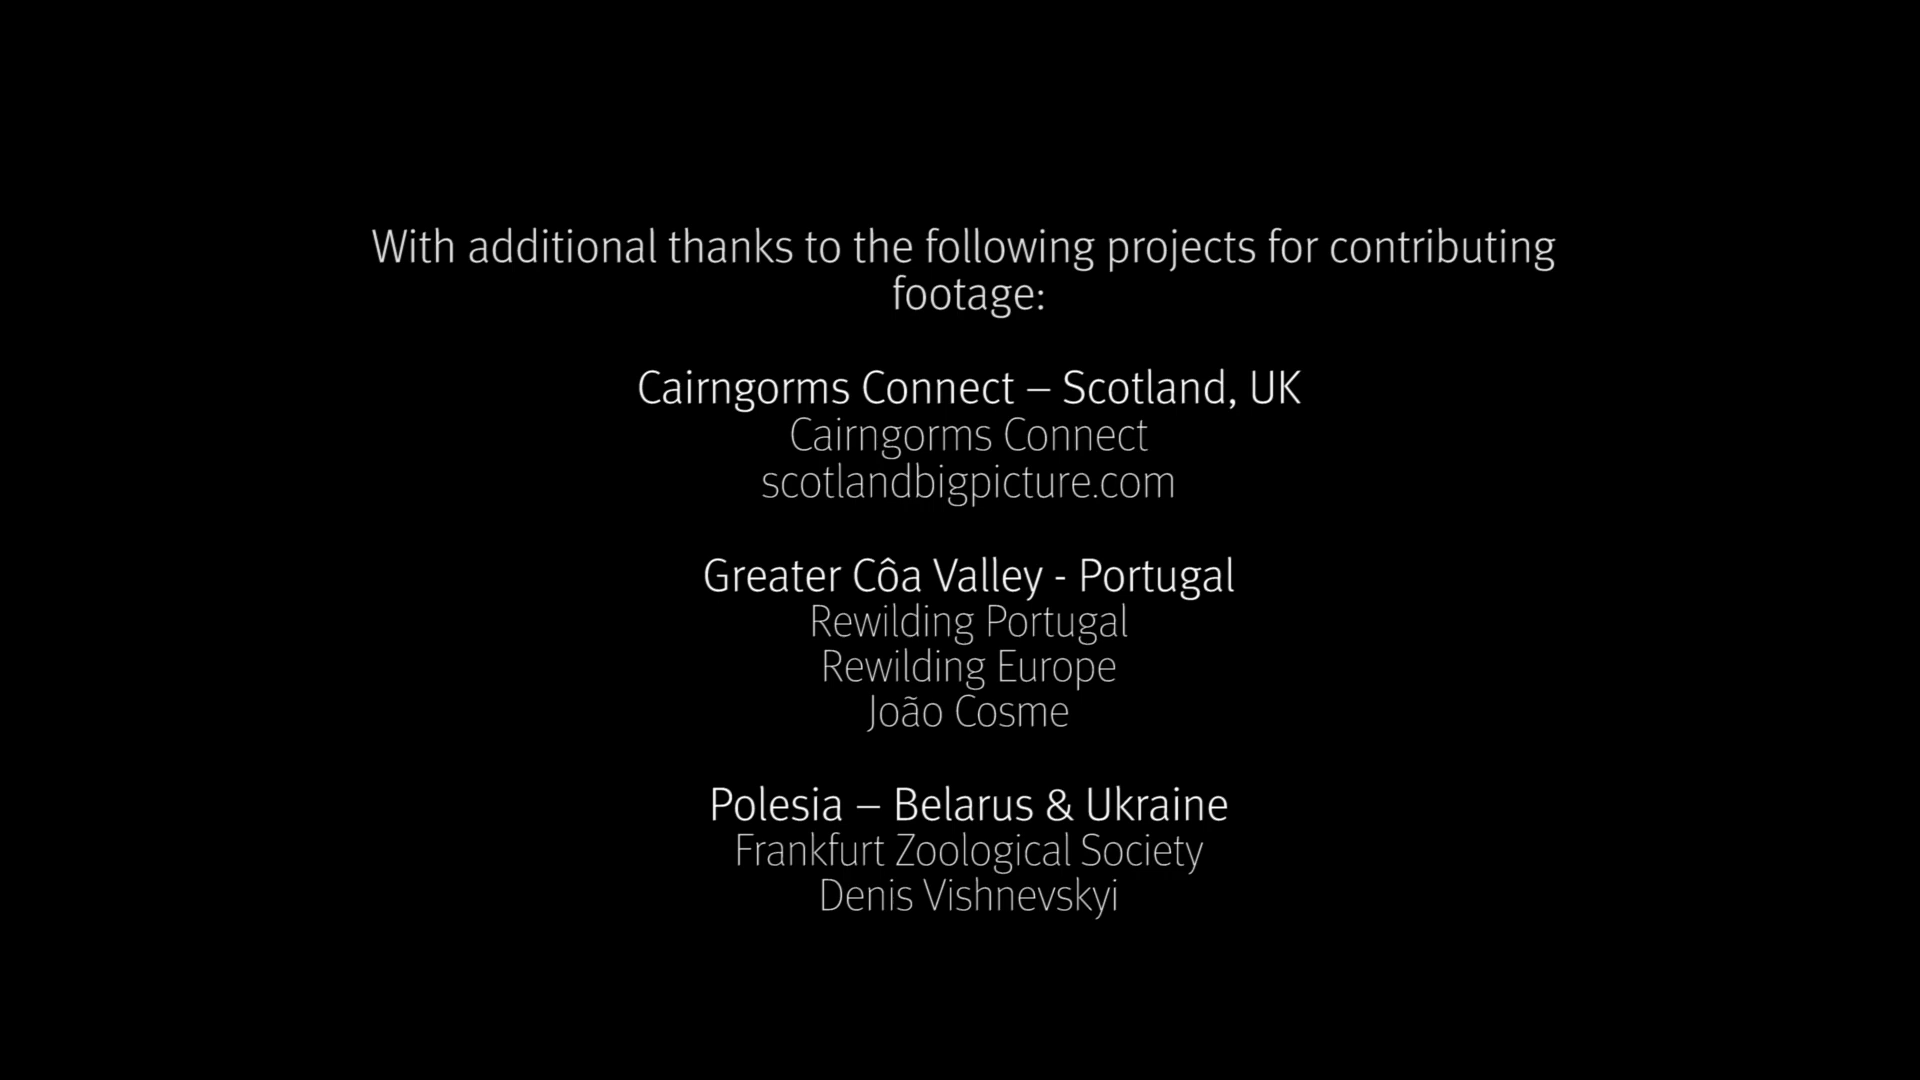 With additional thanks to the following projects for contributing
footage:
Cairngorms Connect – Scotland, UK
Cairngorms Connect
scotlandbigpicture.com
Greater Côa Valley - Portugal
Rewilding Portugal
Rewilding Europe
João Cosme
Polesia – Belarus & Ukraine
Frankfurt Zoological Society
Denis Vishnevskyi